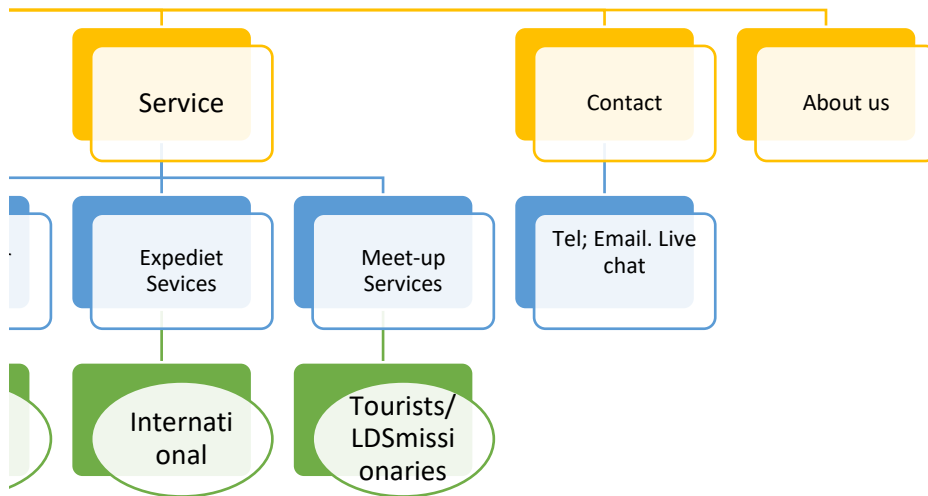 Service
Contact
About us
Expediet
Sevices
Meet-up
Services
Tel; Email. Live
chat
Internati
onal
Tourists/
LDSmissi
onaries